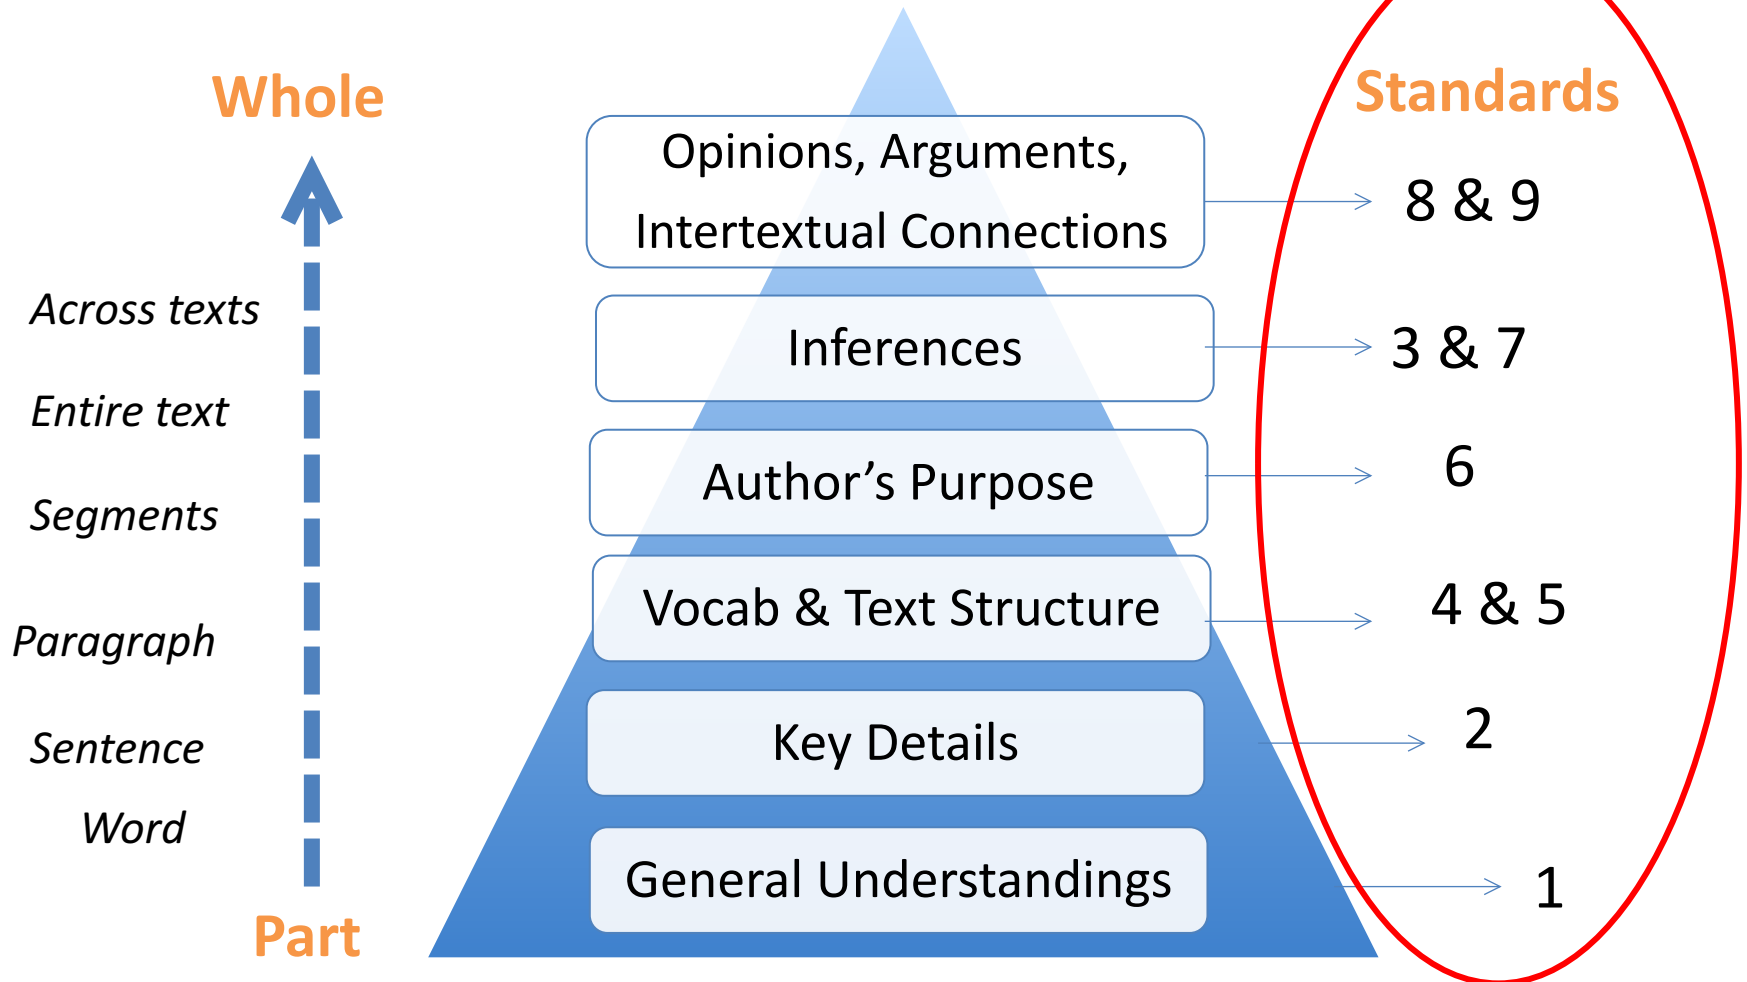 Whole
Across texts
Entire text
Segments
Paragraph
Sentence
Word
Part
Opinions, Arguments,
Intertextual Connections
Inferences
Author’s Purpose
Vocab & Text Structure
Key Details
General Understandings
Standards
8 & 9
3 & 7
6
4 & 5
2
1